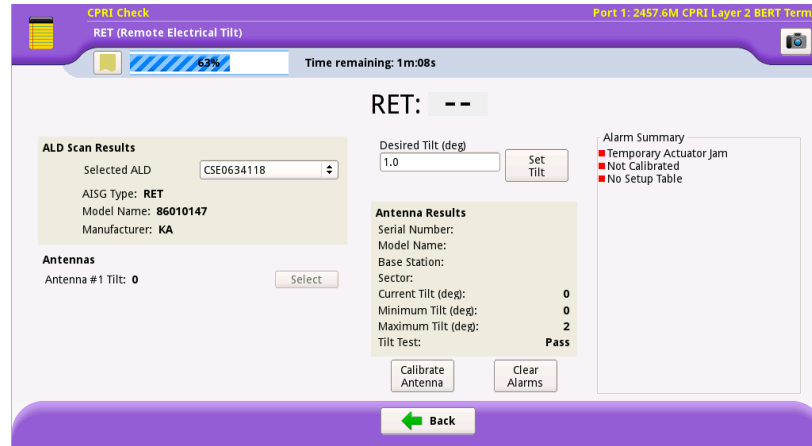 CPRI Check
Port 1: 2457.6M CPRI Layer 2 BERT Term
RET (Remote Electrical Tilt)
63%
Time remaining: 1m:08s
RET: --
ALD Scan Results
Selected ALD CSE0634118
AISG Type: RET
Model Name: 86010147
Manufacturer: KA
Antennas
Antenna #1 Tilt: 0 Select
Desired Tilt (deg)
1.0
Set
Tilt
Antenna Results
Serial Number:
Model Name:
Base Station:
Sector:
Current Tilt (deg): 0
Minimum Tilt (deg): 0
Maximum Tilt (deg): 2
Tilt Test: Pass
Calibrate
Antenna
Clear
Alarms
Alarm Summary
Temporary Actuator Jam
Not Calibrated
No Setup Table
Back